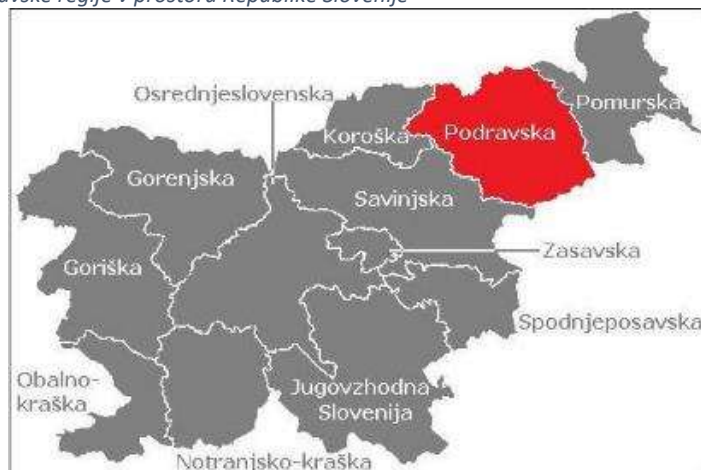 avske regije v prostoru Republike Slovenije
Osrednjeslovenska
Pomurska
Koroška
Podravska
Gorenjska
Savinjska
Zasavska
Goriška
Spodnjeposavska
Obalno-
kraška
Jugovzhodna
Slovenija
Notranjsko-kraška